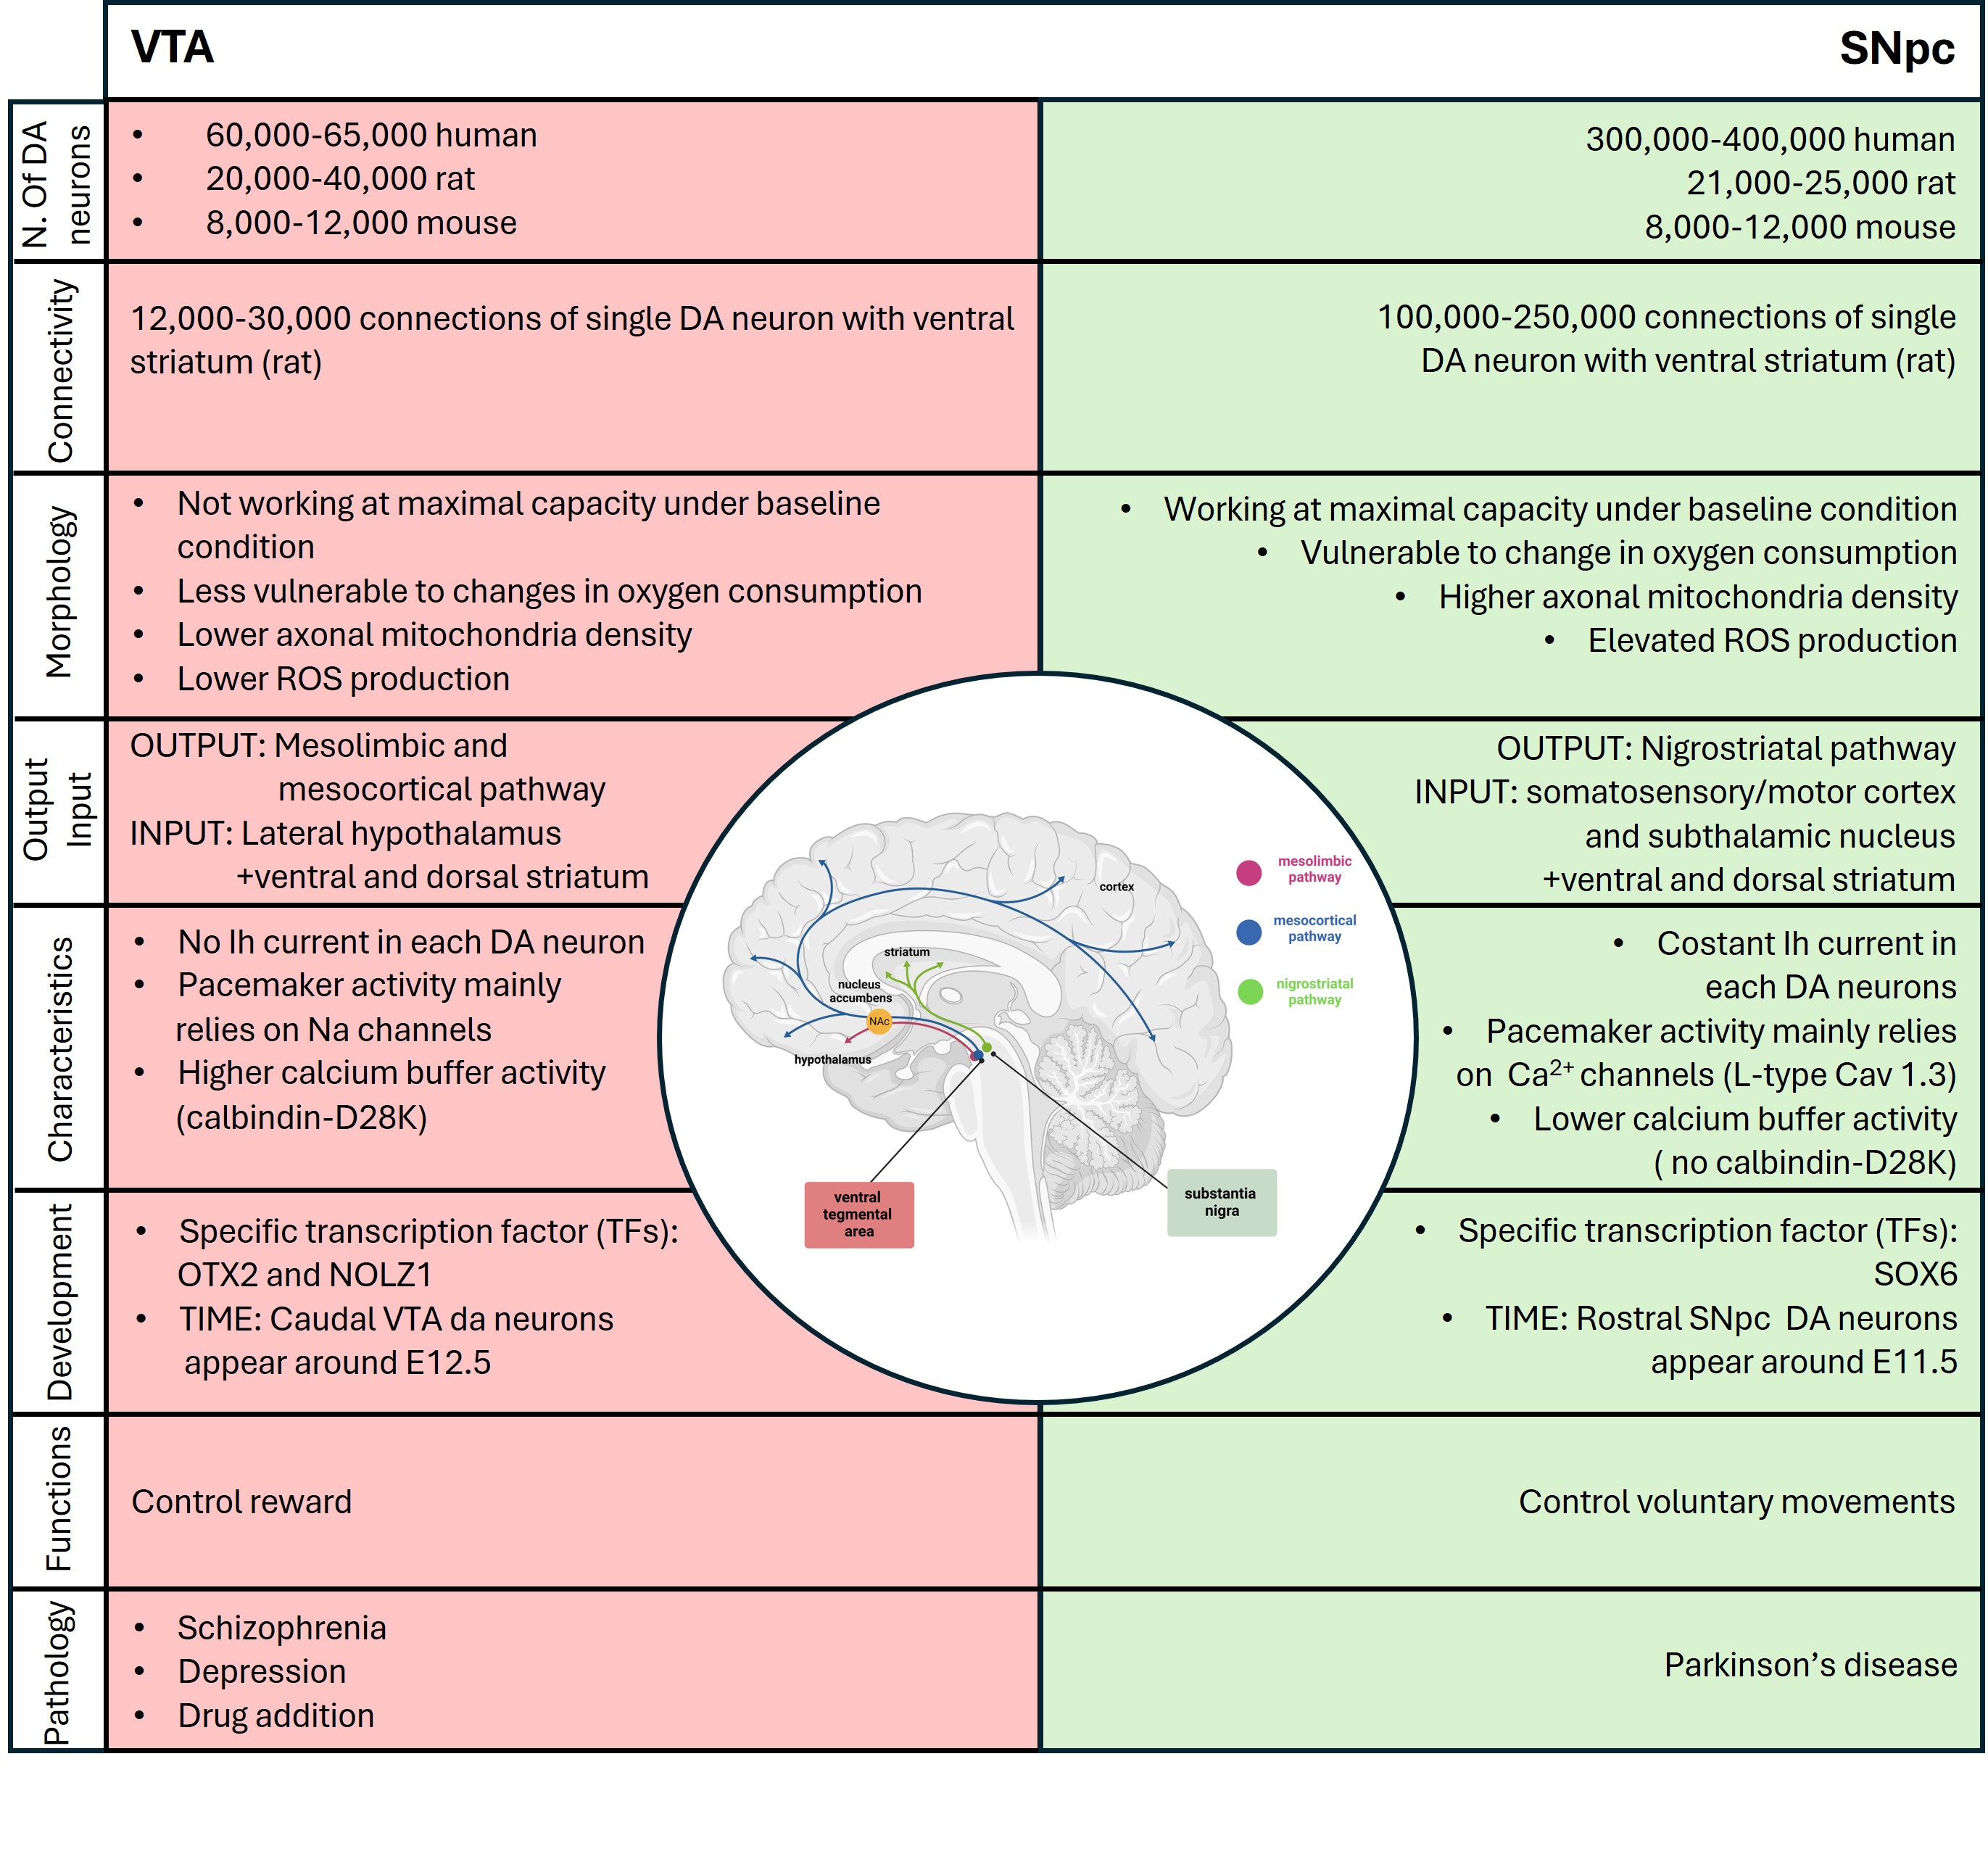 VTA
SNpc
N. Of DA
neurons
• 60,000-65,000 human
• 20,000-40,000 rat
• 8,000-12,000 mouse
300,000-400,000 human
21,000-25,000 rat
8,000-12,000 mouse
Connectivity
12,000-30,000 connections of single DA neuron with ventral
striatum (rat)
100,000-250,000 connections of single
DA neuron with ventral striatum (rat)
Morphology
• Not working at maximal capacity under baseline
condition
• Less vulnerable to changes in oxygen consumption
• Lower axonal mitochondria density
• Lower ROS production
• Working at maximal capacity under baseline condition
• Vulnerable to change in oxygen consumption
• Higher axonal mitochondria density
• Elevated ROS production
Output
Input
OUTPUT: Mesolimbic and
mesocortical pathway
INPUT: Lateral hypothalamus
+ventral and dorsal striatum
OUTPUT: Nigrostriatal pathway
INPUT: somatosensory/motor cortex
and subthalamic nucleus
+ventral and dorsal striatum
Characteristics
• No Ih current in each DA neuron
• Pacemaker activity mainly
relies on Na channels
• Higher calcium buffer activity
(calbindin-D28K)
• Costant Ih current in
each DA neurons
• Pacemaker activity mainly relies
on Ca²⁺ channels (L-type Cav 1.3)
• Lower calcium buffer activity
( no calbindin-D28K)
Development
• Specific transcription factor (TFs):
OTX2 and NOLZ1
• TIME: Caudal VTA da neurons
appear around E12.5
• Specific transcription factor (TFs):
SOX6
• TIME: Rostral SNpc DA neurons
appear around E11.5
Functions
Control reward
Control voluntary movements
Pathology
• Schizophrenia
• Depression
• Drug addition
Parkinson's disease
cortex
striatum
nucleus
accumbens
NAc
hypothalamus
mesolimbic
pathway
mesocortical
pathway
nigrostriatal
pathway
ventral
tegmental
area
substantia
nigra